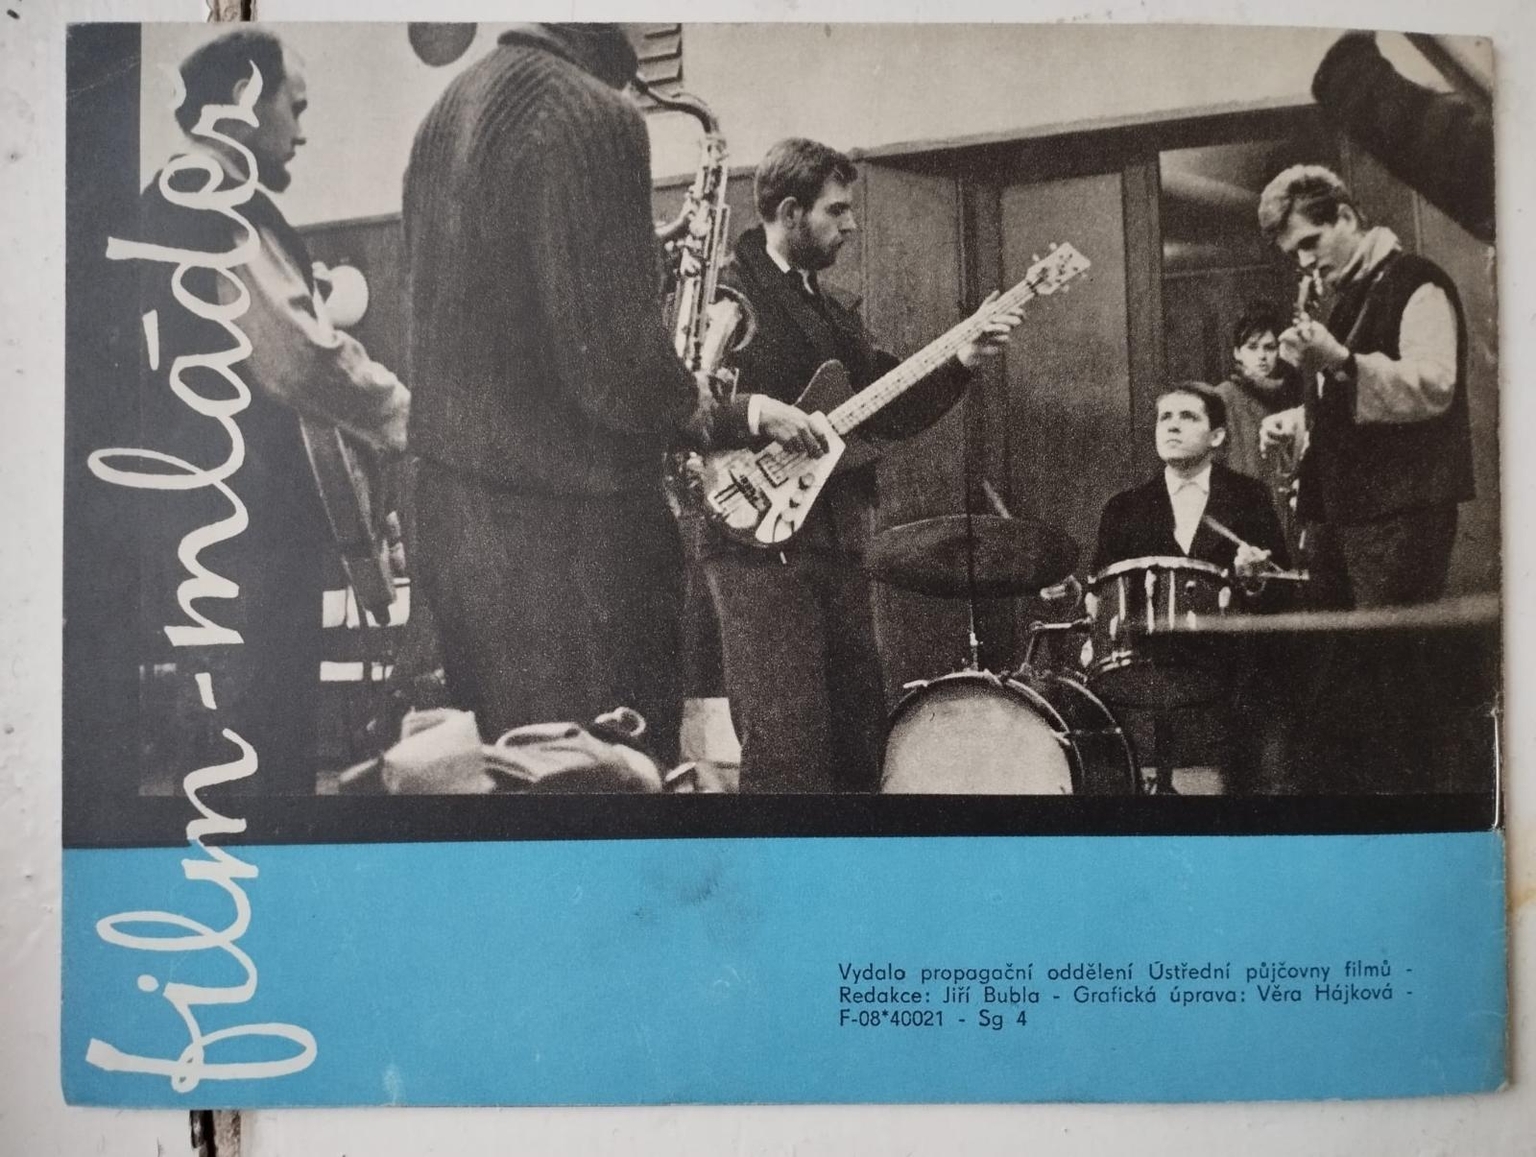 film-mládež
Vydalo propagační oddělení Ústřední půjčovny filmů -
Redakce: Jiří Bubla - Grafická úprava: Věra Hájková -
F-08*40021 - Sg 4